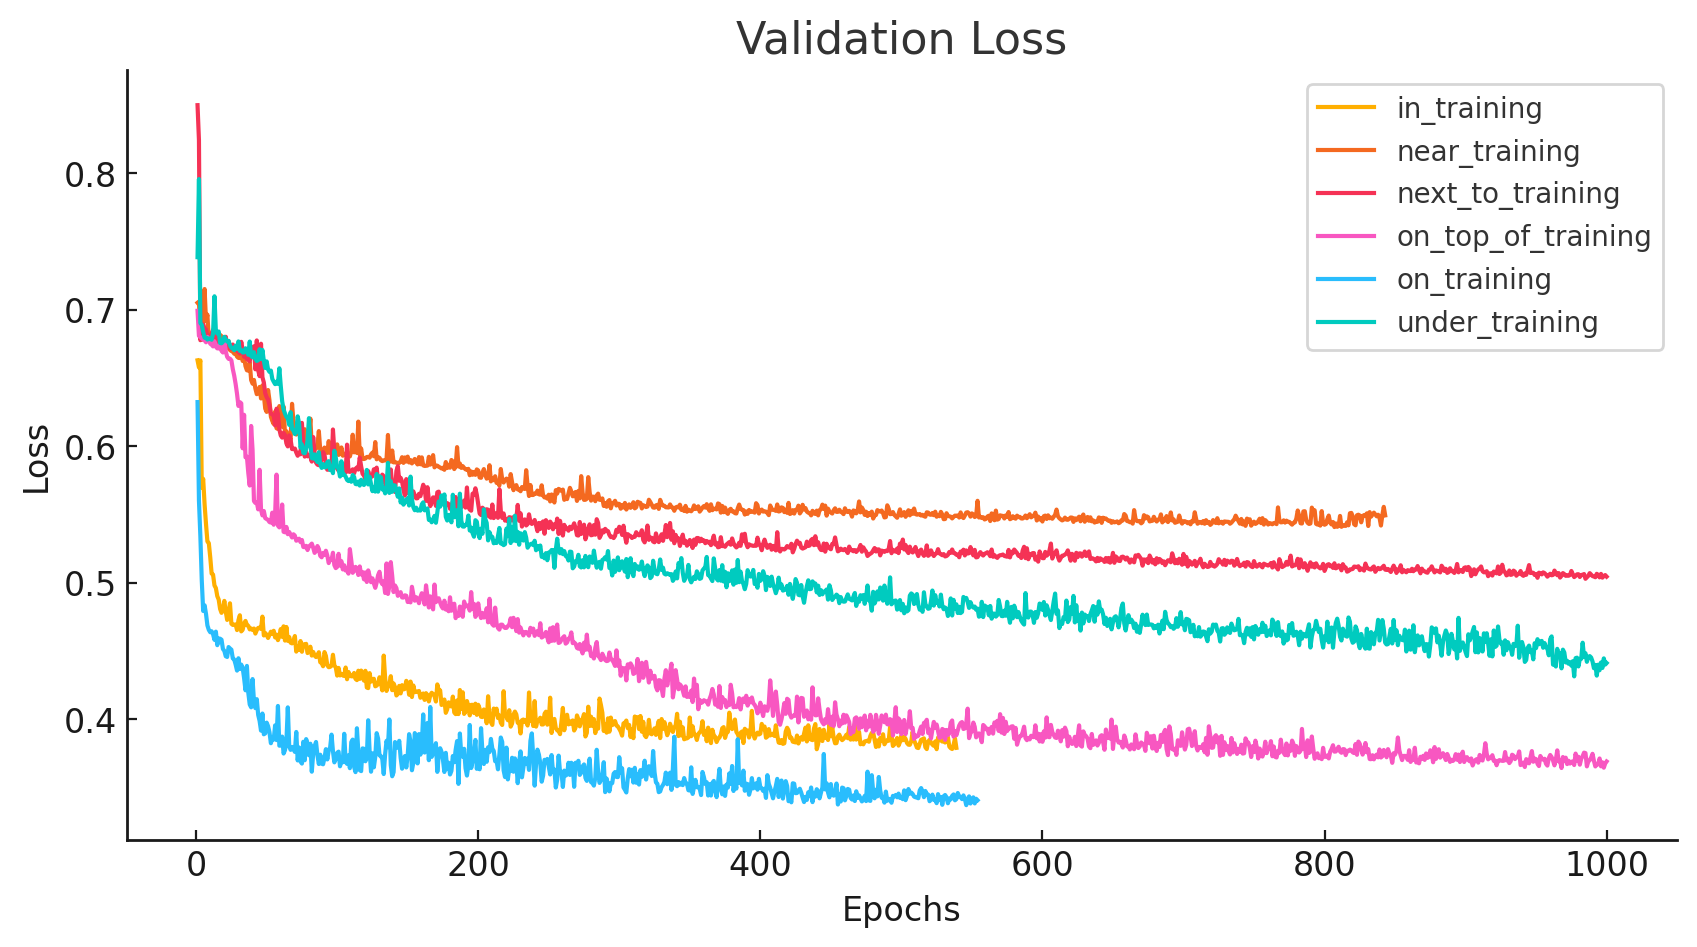 Validation Loss
in_training
near_training
next_to_training
on_top_of_training
on_training
under_training
Loss
0.8
0.7
0.6
0.5
0.4
0 200 400 600 800 1000
Epochs